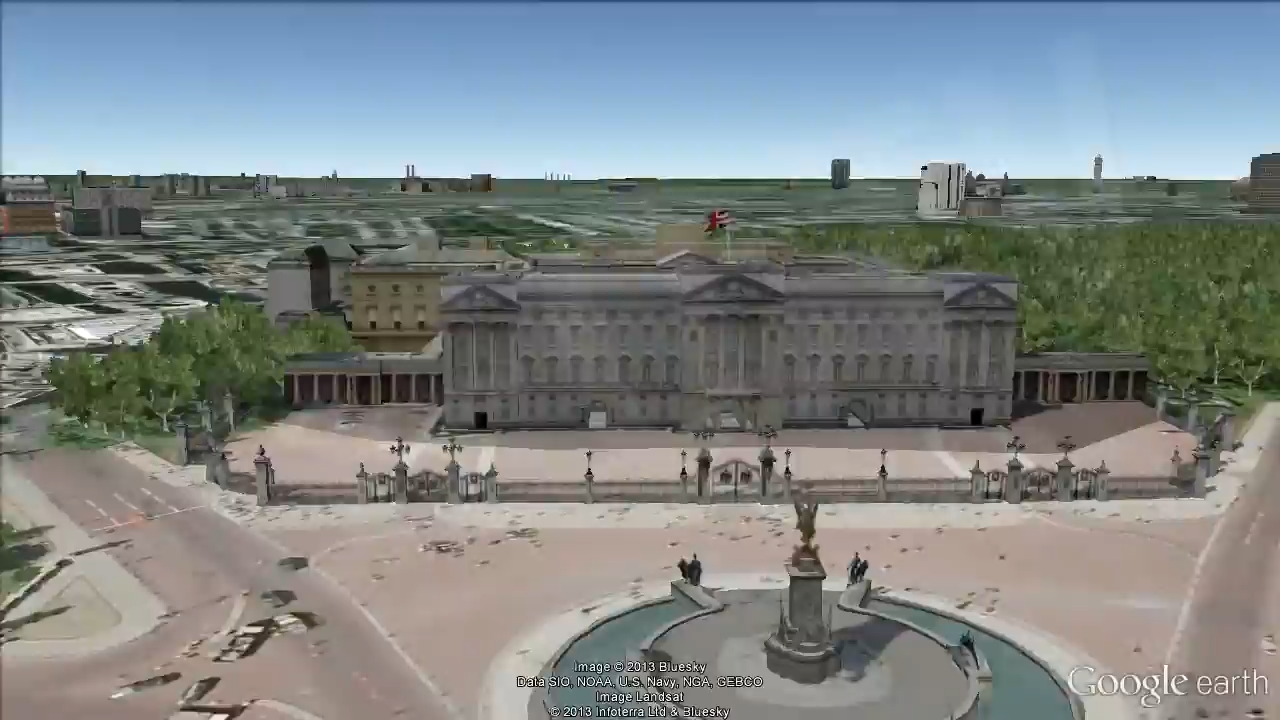 Image © 2013 Bluesky
Data SIO, NOAA, U.S. Navy, NGA, GEBCO
Image Landsat
© 2013 Infoterra Ltd & Bluesky
Google earth